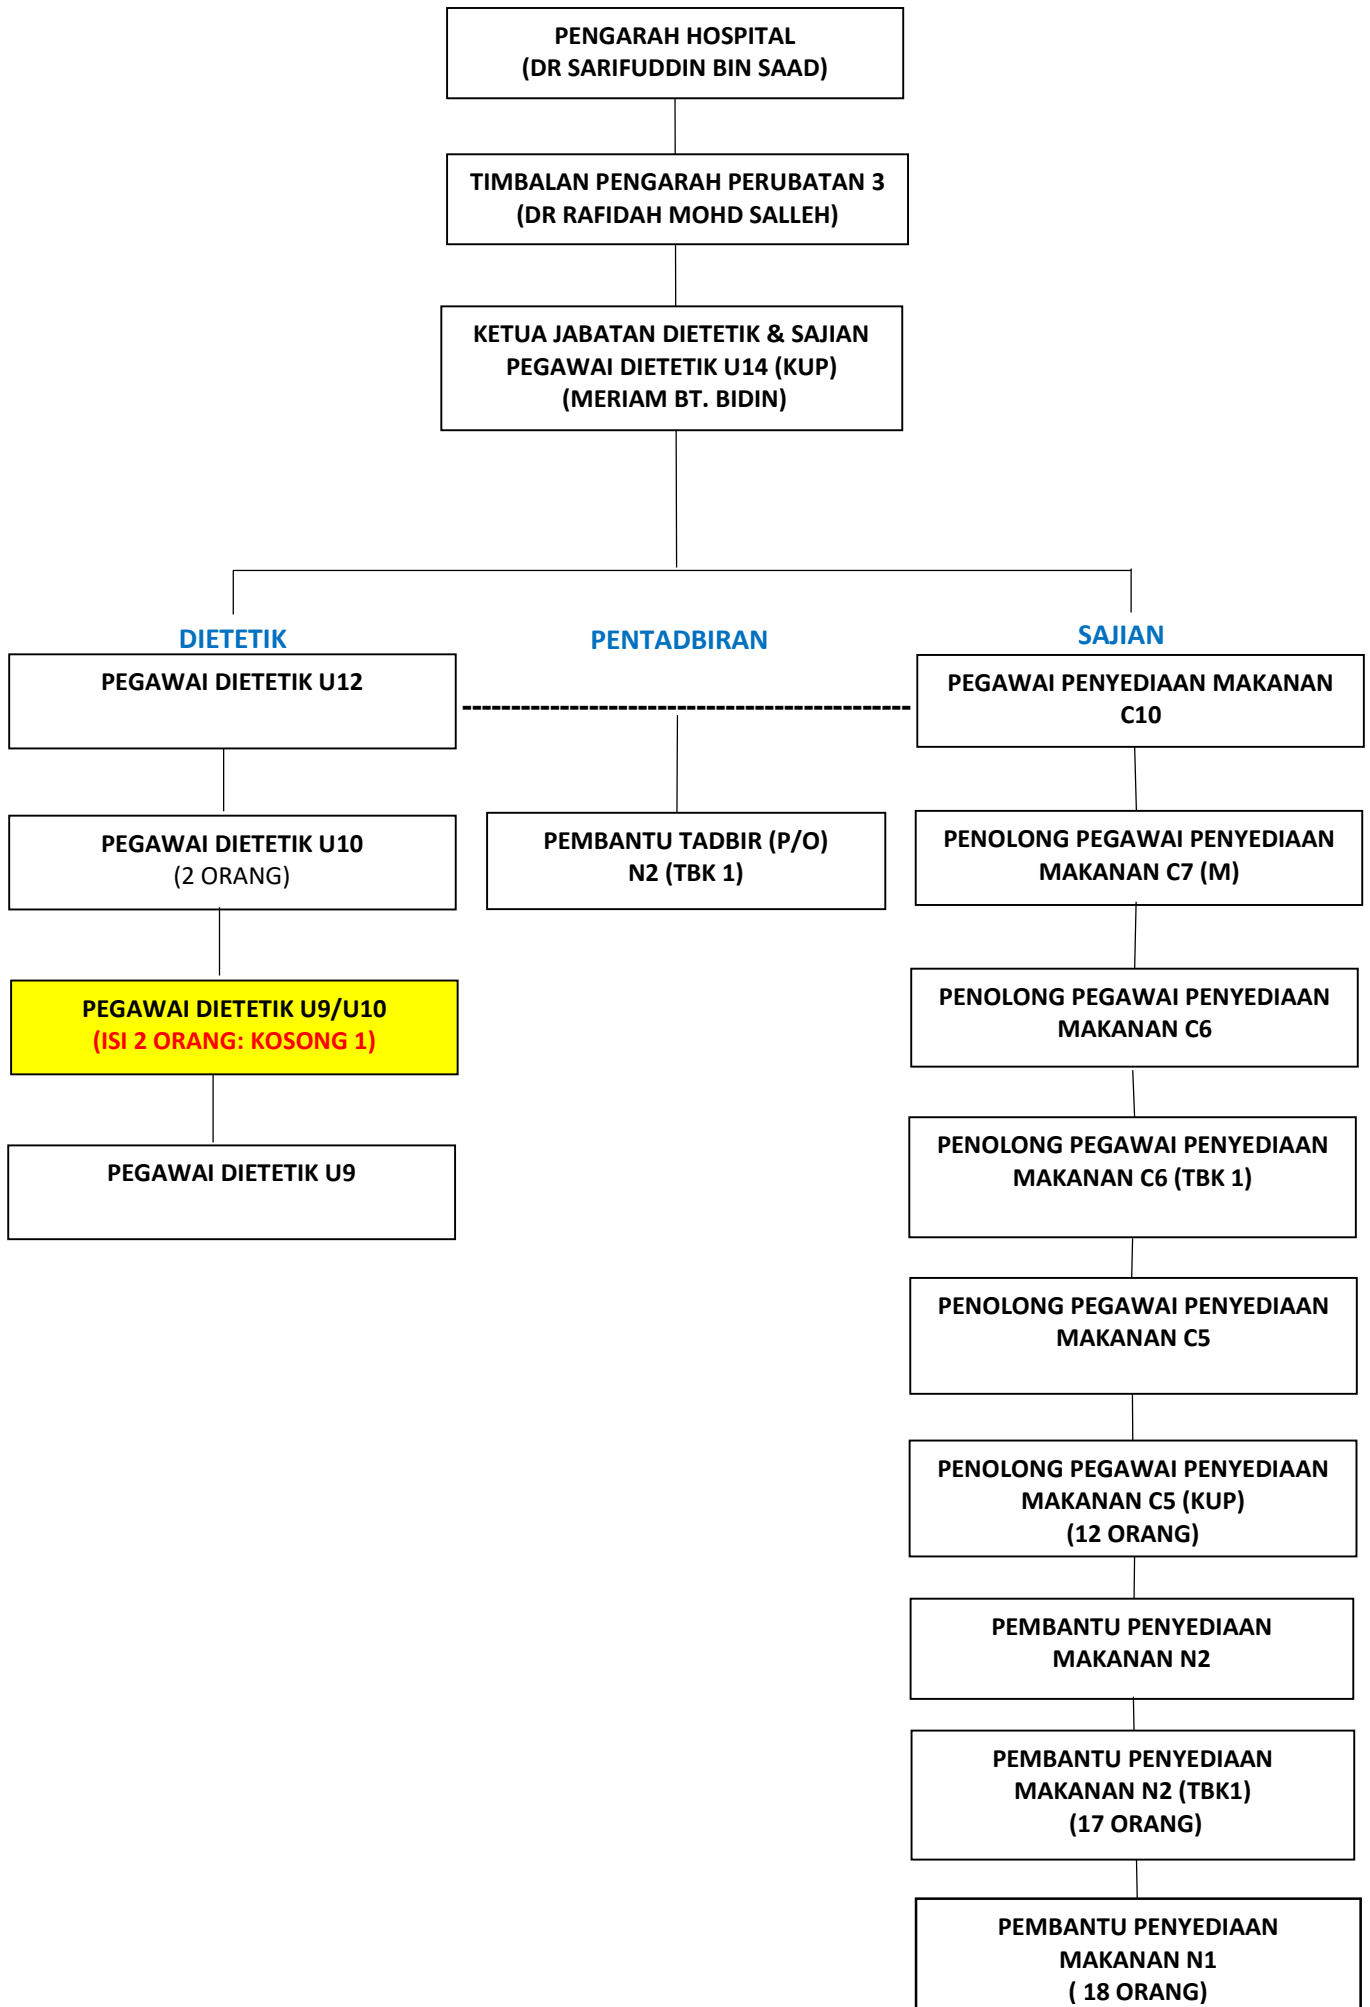 PENGARAH HOSPITAL
(DR SARIFUDDIN BIN SAAD)
TIMBALAN PENGARAH PERUBATAN 3
(DR RAFIDAH MOHD SALLEH)
KETUA JABATAN DIETETIK & SAJIAN
PEGAWAI DIETETIK U14 (KUP)
(MERIAM BT. BIDIN)
DIETETIK
PEGAWAI DIETETIK U12
PEGAWAI DIETETIK U10
(2 ORANG)
PEGAWAI DIETETIK U9/U10
(ISI 2 ORANG: KOSONG 1)
PEGAWAI DIETETIK U9
PENTADBIRAN
PEMBANTU TADBIR (P/O)
N2 (TBK 1)
SAJIAN
PEGAWAI PENYEDIAAN MAKANAN
C10
PENOLONG PEGAWAI PENYEDIAAN
MAKANAN C7 (M)
PENOLONG PEGAWAI PENYEDIAAN
MAKANAN C6
PENOLONG PEGAWAI PENYEDIAAN
MAKANAN C6 (TBK 1)
PENOLONG PEGAWAI PENYEDIAAN
MAKANAN C5
PENOLONG PEGAWAI PENYEDIAAN
MAKANAN C5 (KUP)
(12 ORANG)
PEMBANTU PENYEDIAAN
MAKANAN N2
PEMBANTU PENYEDIAAN
MAKANAN N2 (TBK1)
(17 ORANG)
PEMBANTU PENYEDIAAN
MAKANAN N1
( 18 ORANG)